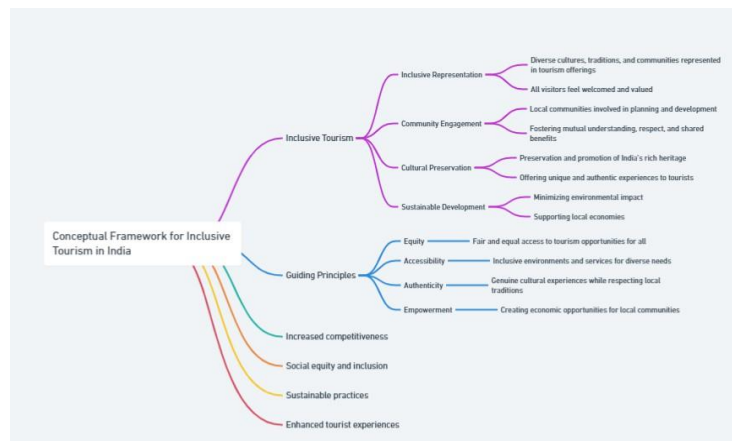 Conceptual Framework for Inclusive
Tourism in India
Inclusive Tourism
Inclusive Representation
Diverse cultures, traditions, and communities represented
in tourism offerings
All visitors feel welcomed and valued
Community Engagement
Local communities involved in planning and development
Fostering mutual understanding, respect, and shared
benefits
Cultural Preservation
Preservation and promotion of India's rich heritage
Offering unique and authentic experiences to tourists
Sustainable Development
Minimizing environmental impact
Supporting local economies
Guiding Principles
Equity
Fair and equal access to tourism opportunities for all
Accessibility
Inclusive environments and services for diverse needs
Authenticity
Genuine cultural experiences while respecting local
traditions
Empowerment
Creating economic opportunities for local communities
Increased competitiveness
Social equity and inclusion
Sustainable practices
Enhanced tourist experiences